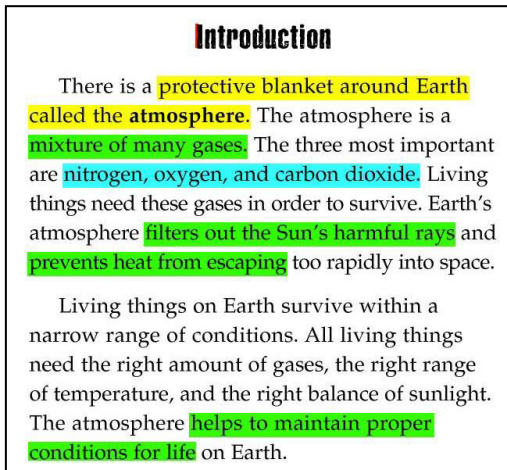 Introduction
There is a protective blanket around Earth
called the atmosphere. The atmosphere is a
mixture of many gases. The three most important
are nitrogen, oxygen, and carbon dioxide. Living
things need these gases in order to survive. Earth’s
atmosphere filters out the Sun’s harmful rays and
prevents heat from escaping too rapidly into space.
Living things on Earth survive within a
narrow range of conditions. All living things
need the right amount of gases, the right range
of temperature, and the right balance of sunlight.
The atmosphere helps to maintain proper
conditions for life on Earth.